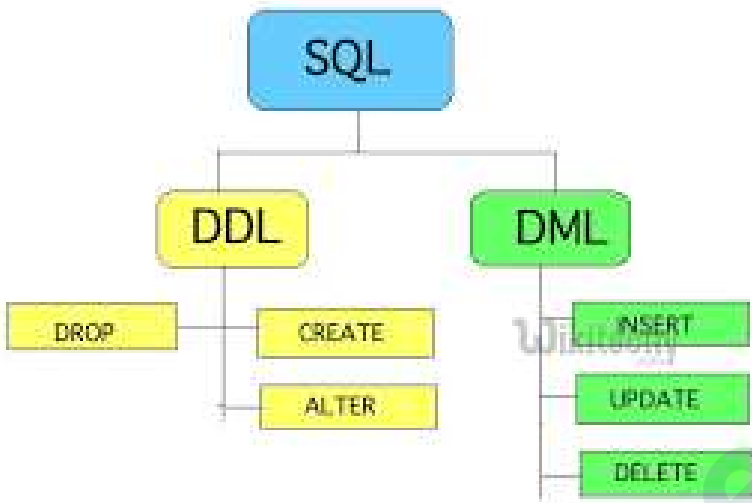 SQL
DDL
DML
DROP
CREATE
ALTER
INSERT
UPDATE
DELETE